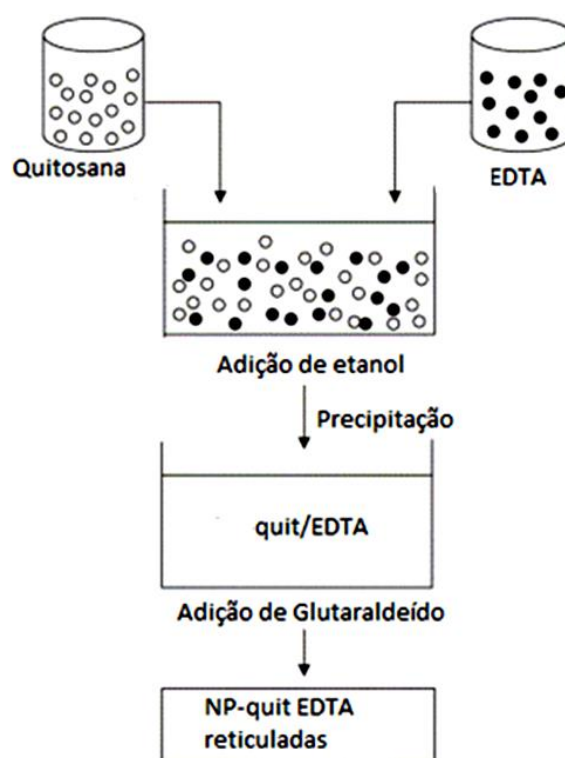 Quitosana
EDTA
Adição de etanol
Precipitação
quit/EDTA
Adição de Glutaraldeído
NP-quit EDTA
reticuladas